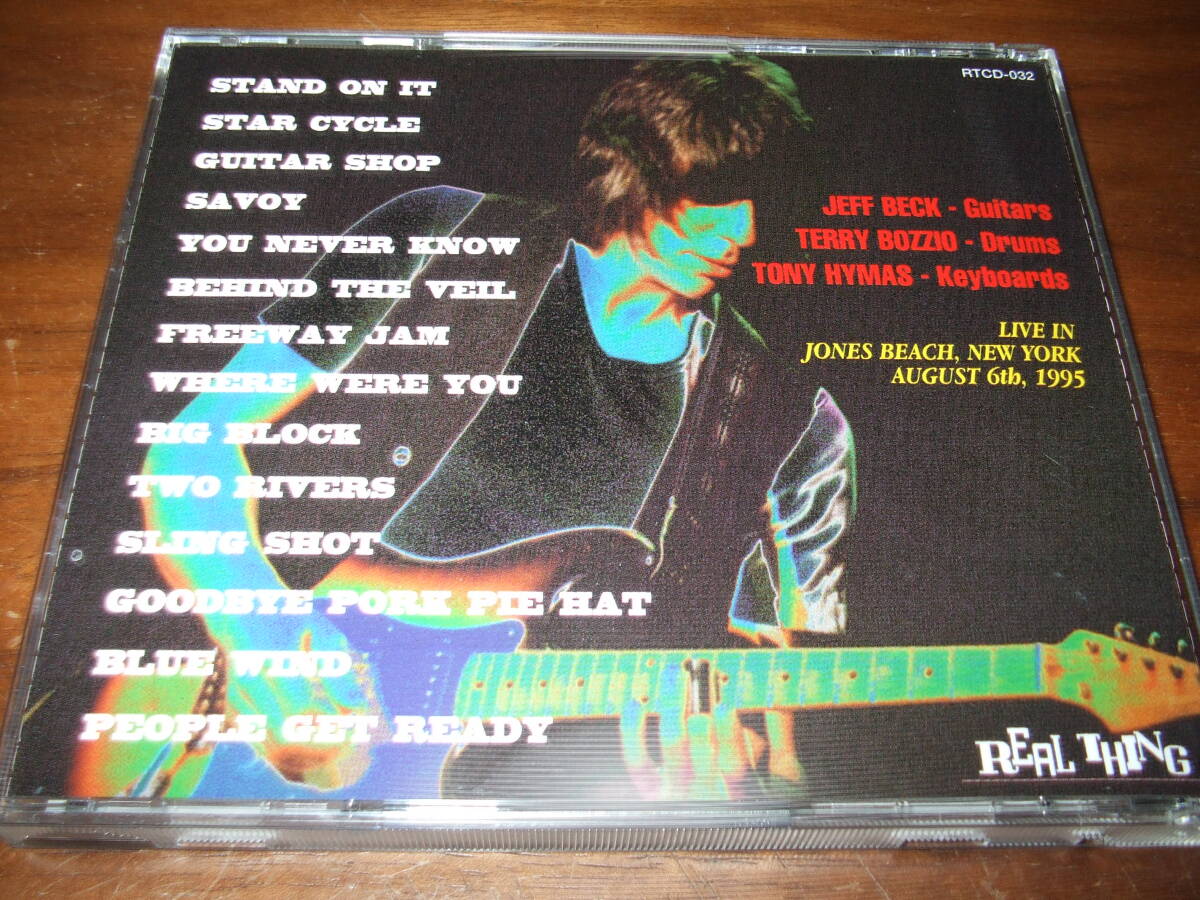 STAND ON IT
STAR CYCLE
GUITAR SHOP
SAVOY
YOU NEVER KNOW
BEHIND THE VEIL
FREEWAY JAM
WHERE WERE YOU
BIG BLOCK
TWO RIVERS
SLING SHOT
GOODBYE PORK PIE HAT
BLUE WIND
PEOPLE GET READY
RTCD-032
JEFF BECK - Guitars
TERRY BOZZIO - Drums
TONY HYMAS - Keyboards
LIVE IN
JONES BEACH, NEW YORK
AUGUST 6th, 1995
REAL THING